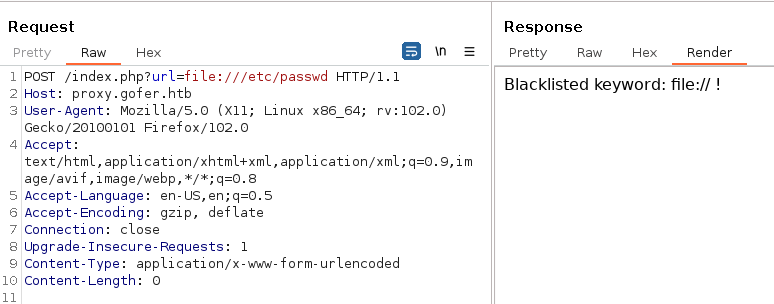 Request
Pretty Raw Hex \n
1 POST /index.php?url=file:///etc/passwd HTTP/1.1
2 Host: proxy.gofer.htb
3 User-Agent: Mozilla/5.0 (X11; Linux x86_64; rv:102.0)
Gecko/20100101 Firefox/102.0
4 Accept:
text/html,application/xhtml+xml,application/xml;q=0.9,im
age/avif,image/webp,*/*;q=0.8
5 Accept-Language: en-US,en;q=0.5
6 Accept-Encoding: gzip, deflate
7 Connection: close
8 Upgrade-Insecure-Requests: 1
9 Content-Type: application/x-www-form-urlencoded
10 Content-Length: 0
11
Response
Pretty Raw Hex Render
Blacklisted keyword: file:// !